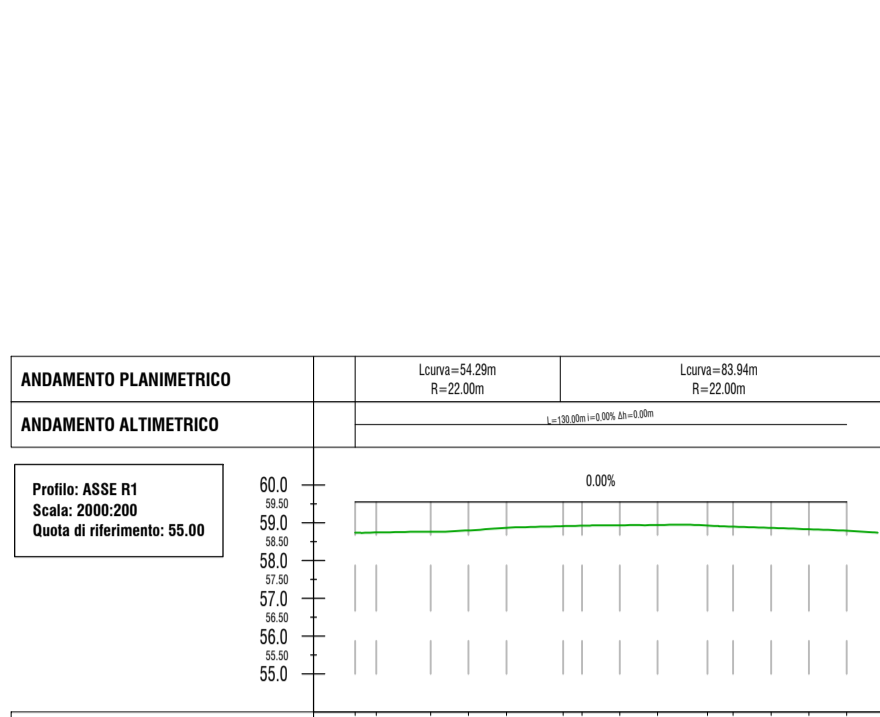 ANDAMENTO PLANIMETRICO
Lcurva=54.29m
R=22.00m
Lcurva=83.94m
R=22.00m
ANDAMENTO ALTIMETRICO
L=130.00m i=0.00% Δh=0.00m
Profilo: ASSE R1
Scala: 2000:200
Quota di riferimento: 55.00
0.00%
60.0
59.50
59.0
58.50
58.0
57.50
57.0
56.50
56.0
55.50
55.0